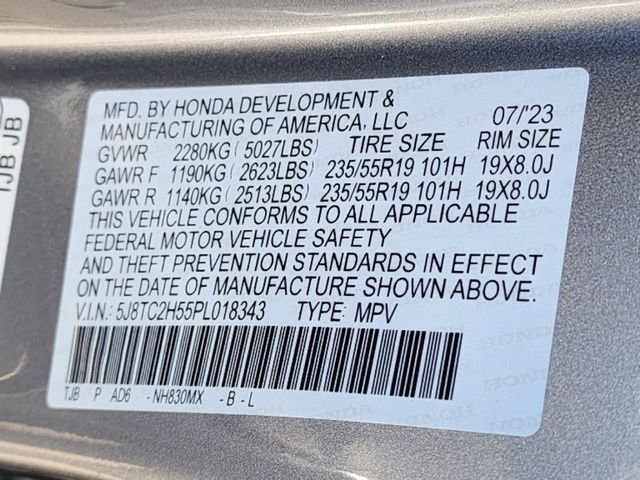 MFD. BY HONDA DEVELOPMENT &
MANUFACTURING OF AMERICA, LLC 07/'23
GVWR 2280KG (5027LBS) TIRE SIZE RIM SIZE
GAWR F 1190KG (2623LBS) 235/55R19 101H 19X8.0J
GAWR R 1140KG (2513LBS) 235/55R19 101H 19X8.0J
THIS VEHICLE CONFORMS TO ALL APPLICABLE
FEDERAL MOTOR VEHICLE SAFETY
AND THEFT PREVENTION STANDARDS IN EFFECT
ON THE DATE OF MANUFACTURE SHOWN ABOVE.
V.I.N.: 5J8TC2H55PL018343 TYPE: MPV
TJB P AD6 -NH830MX -B-L
TJB JB